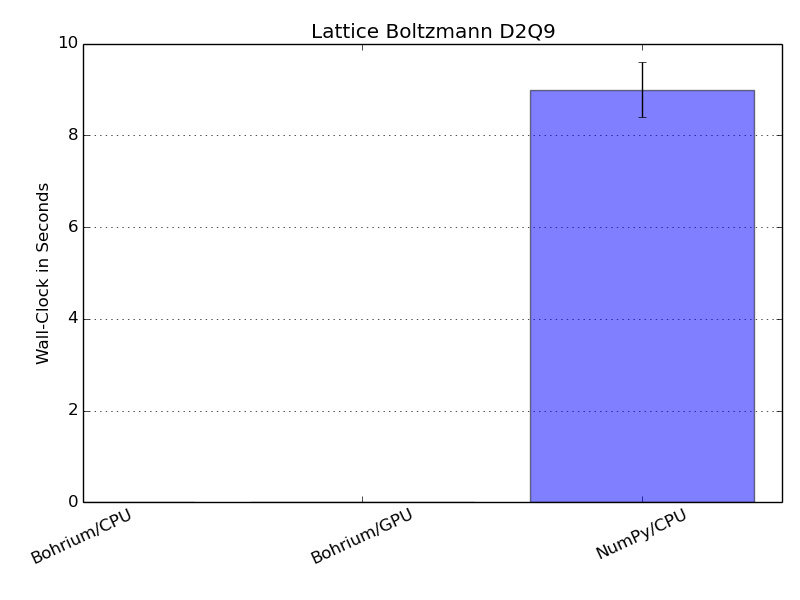 Lattice Boltzmann D2Q9
10
8
6
4
2
0
Wall-Clock in Seconds
Bohrium/CPU
Bohrium/GPU
NumPy/CPU